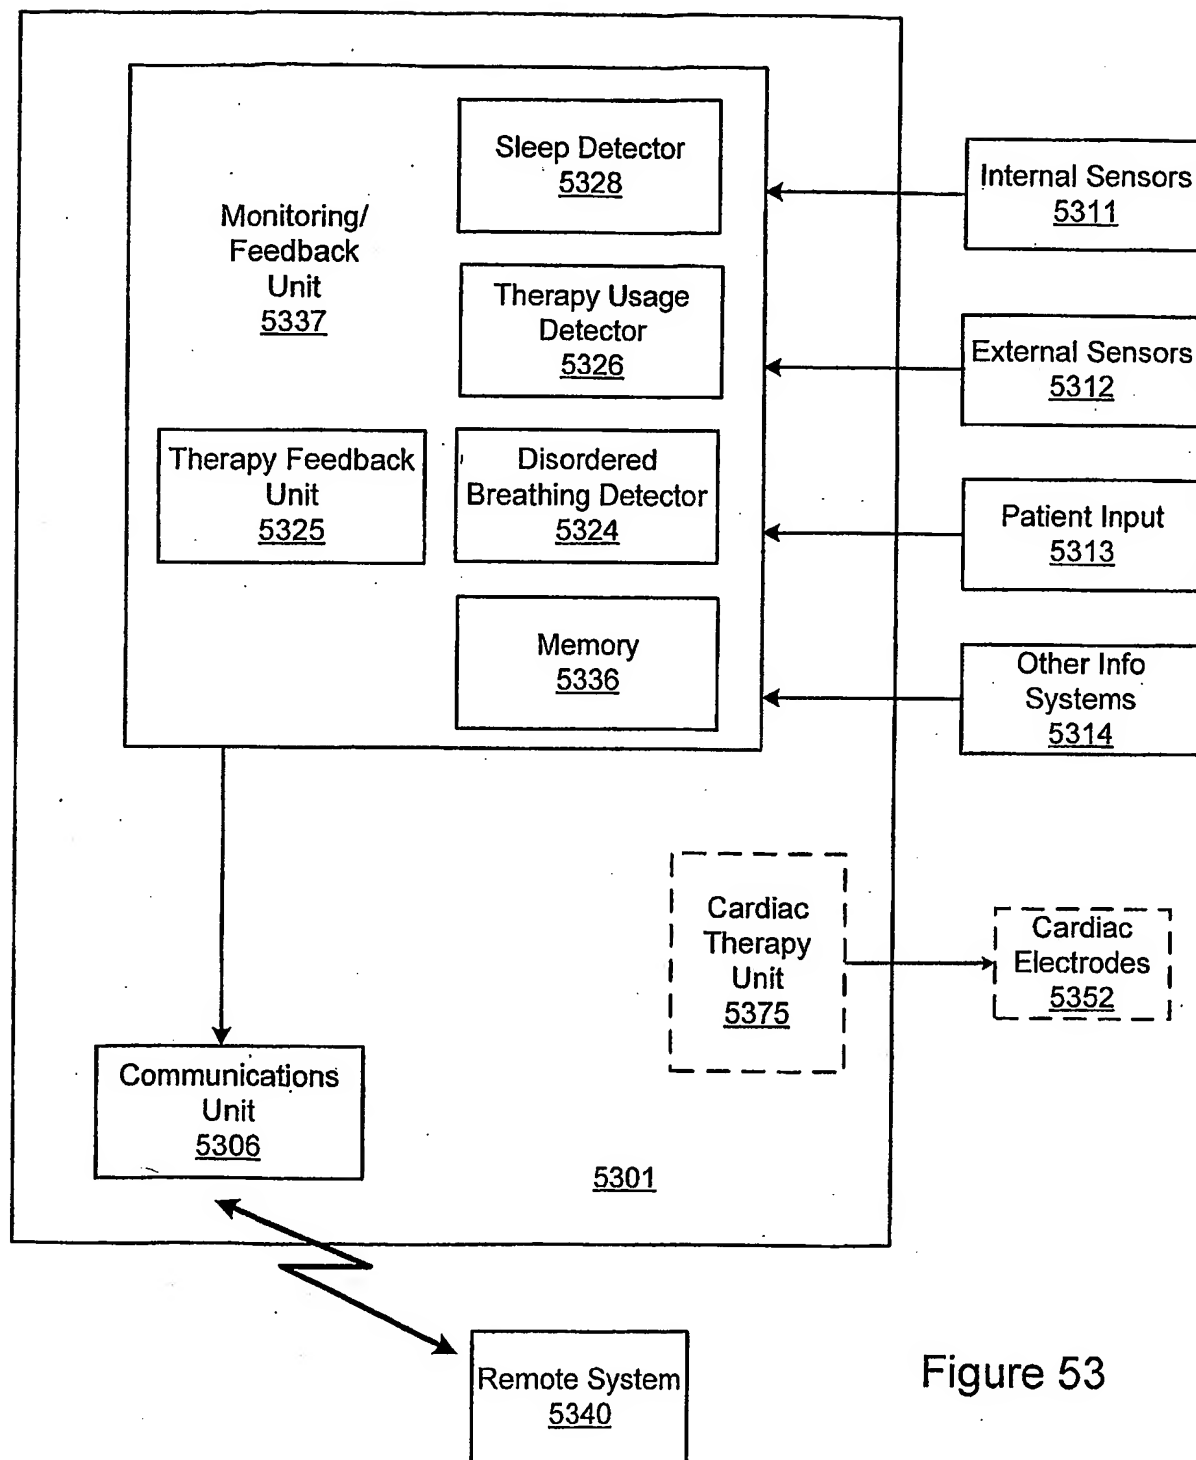 Sleep Detector
5328
Monitoring/
Feedback
Unit
5337
Therapy Usage
Detector
5326
Therapy Feedback
Unit
5325
Disordered
Breathing Detector
5324
Memory
5336
Internal Sensors
5311
External Sensors
5312
Patient Input
5313
Other Info
Systems
5314
Cardiac
Therapy
Unit
5375
Cardiac
Electrodes
5352
Communications
Unit
5306
5301
Remote System
5340
Figure 53